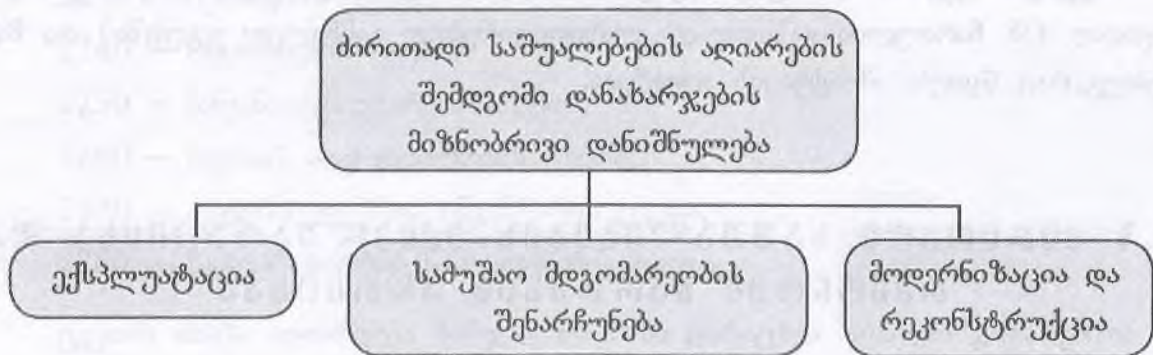 ძირითადი საშუალებების აღიარების
შემდგომი დანახარჯების
მიზნობრივი დანიშნულება
ექსპლუატაცია
სამუშაო მდგომარეობის
შენარჩუნება
მოდერნიზაცია და
რეკონსტრუქცია